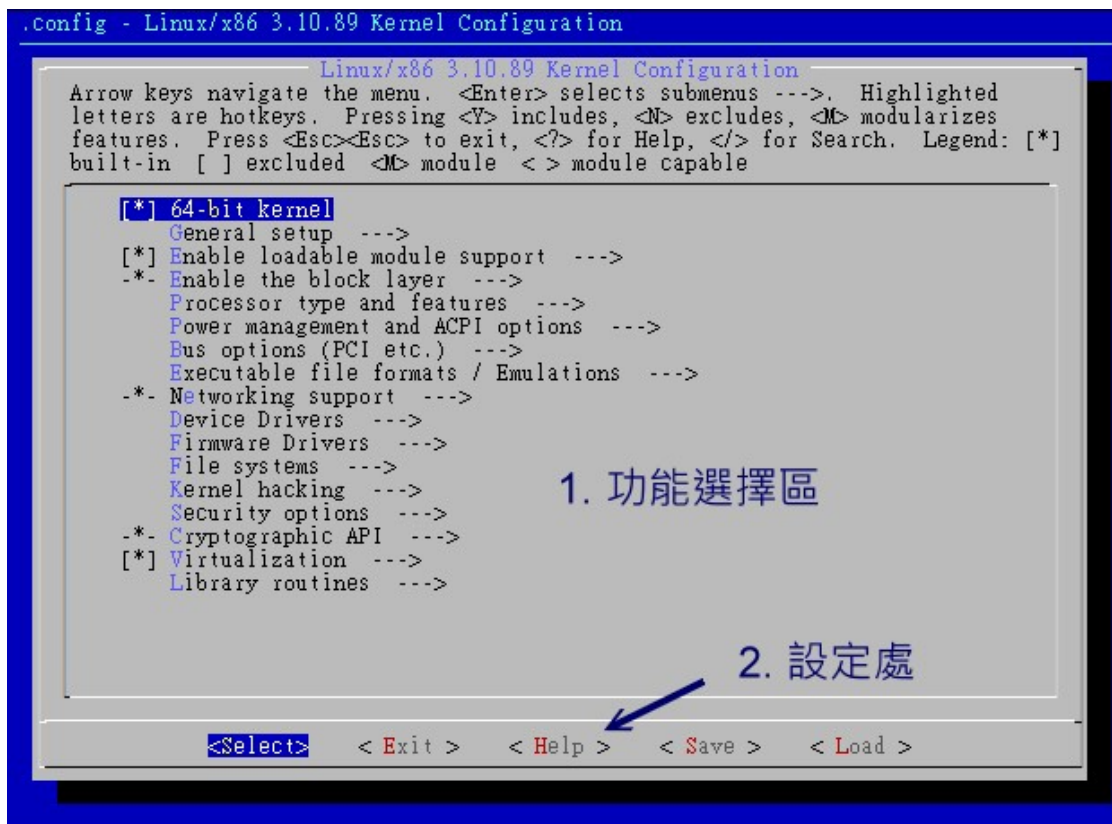 .config - Linux/x86 3.10.89 Kernel Configuration
Linux/x86 3.10.89 Kernel Configuration
Arrow keys navigate the menu.  <Enter> selects submenus --->.  Highlighted
letters are hotkeys.  Pressing <Y> includes, <N> excludes, <M> modularizes
features.  Press <Esc><Esc> to exit, <?> for Help, </> for Search.  Legend: [*]
built-in  [ ] excluded  <M> module  < > module capable
[*] 64-bit kernel
General setup  --->
[*] Enable loadable module support  --->
-*- Enable the block layer  --->
Processor type and features  --->
Power management and ACPI options  --->
Bus options (PCI etc.)  --->
Executable file formats / Emulations  --->
-*- Networking support  --->
Device Drivers  --->
Firmware Drivers  --->
File systems  --->
Kernel hacking  --->
Security options  --->
-*- Cryptographic API  --->
[*] Virtualization  --->
Library routines  --->
1. 功能選擇區
2. 設定處
<Select>    < Exit >    < Help >    < Save >    < Load >